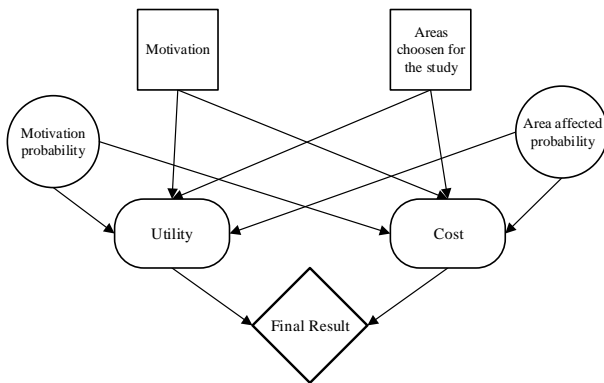 Motivation
Areas
choosen for
the study
Motivation
probability
Area affected
probability
Utility
Cost
Final Result